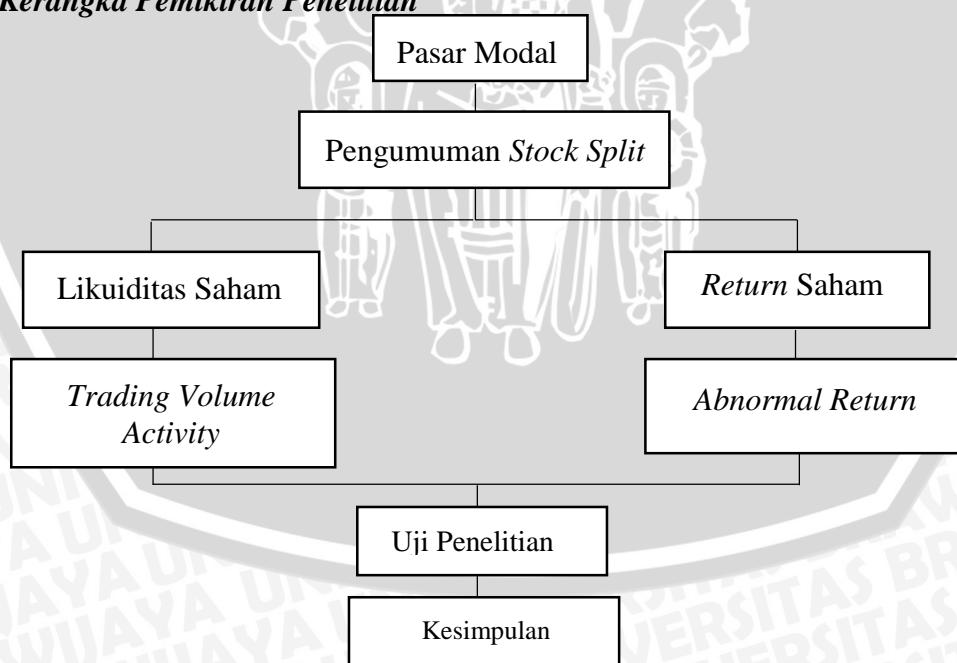 Kerangka Pemikiran Penelitian
Pasar Modal
Pengumuman Stock Split
Likuiditas Saham
Return Saham
Trading Volume
Activity
Abnormal Return
Uji Penelitian
Kesimpulan